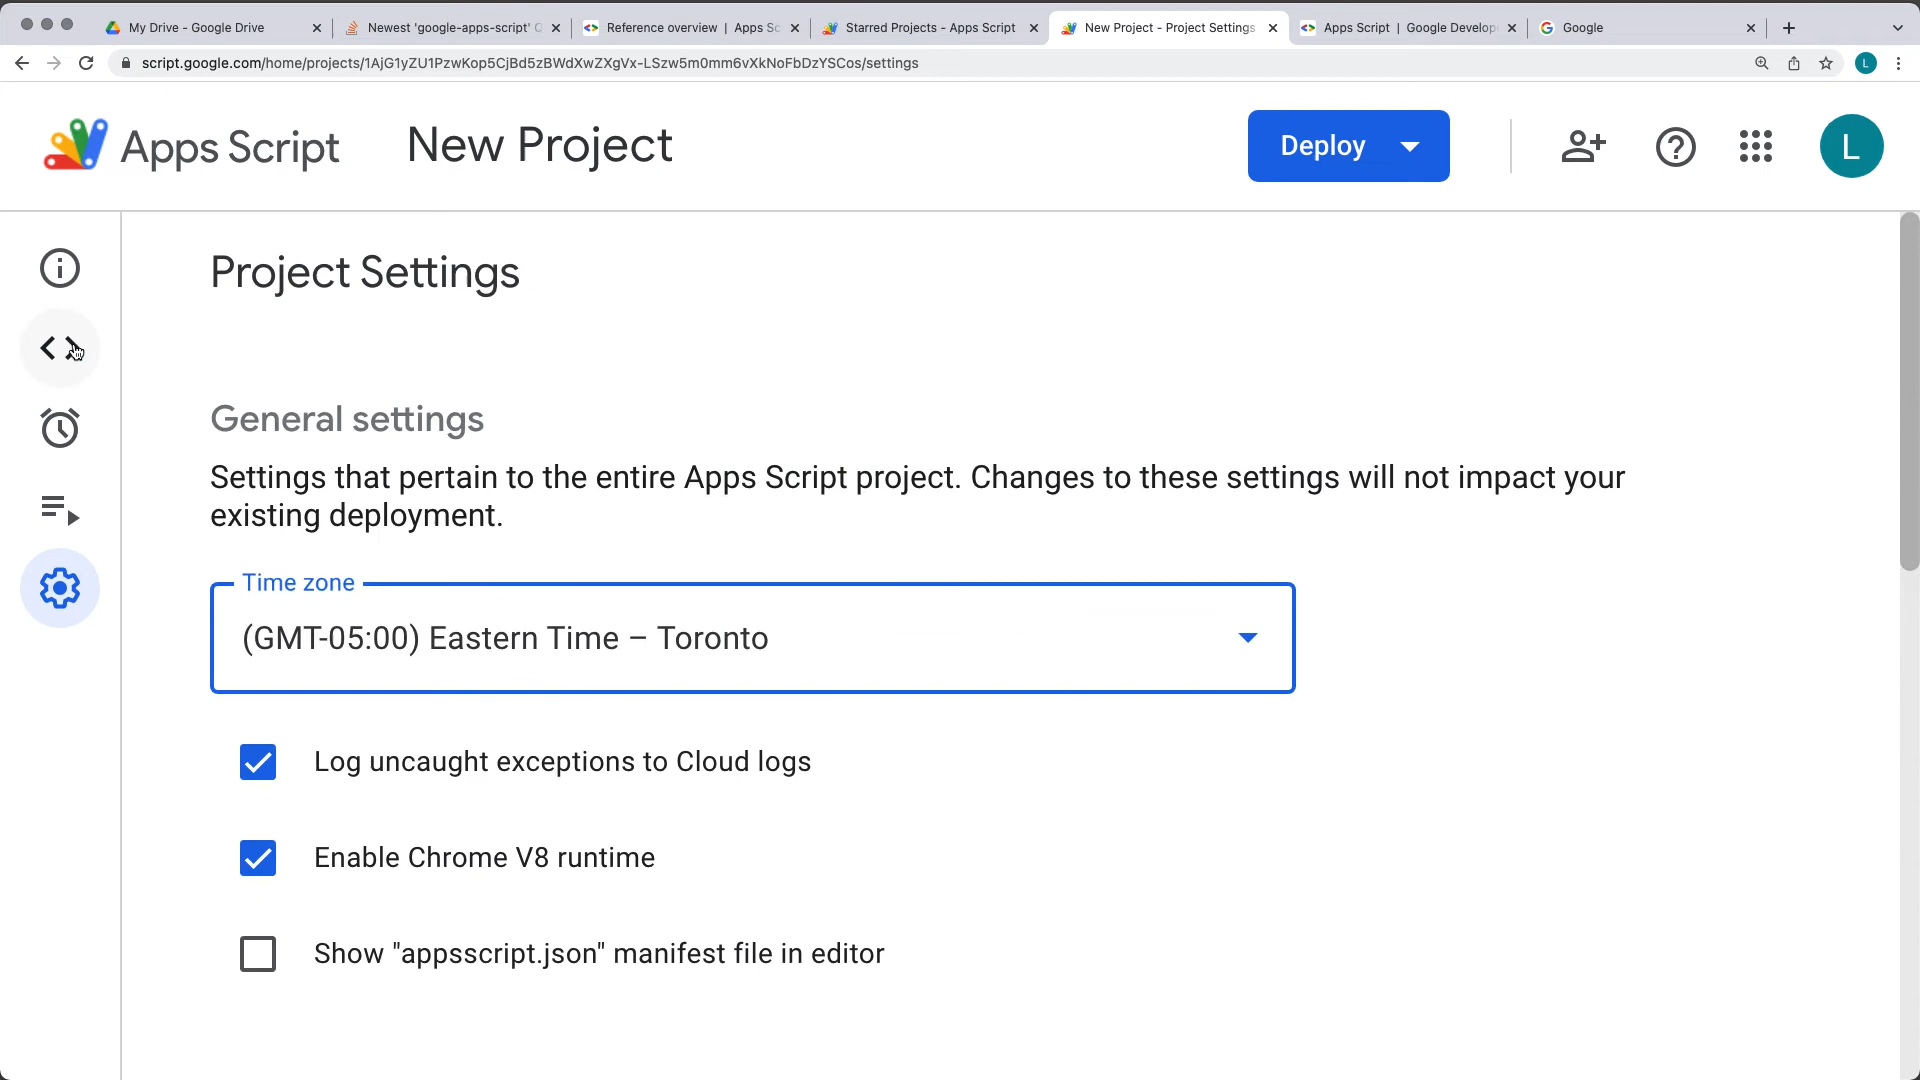 My Drive - Google Drive
Newest 'google-apps-script' Q
Reference overview | Apps Sc
Starred Projects - Apps Script
New Project - Project Settings
Apps Script | Google Develop
Google
script.google.com/home/projects/1AjG1yZU1PzwKop5CjBd5zBWdXwZXgVx-LSzw5m0mm6vXkNoFbDzYSCos/settings
L
Apps Script
New Project
Deploy
L
Project Settings
General settings
Settings that pertain to the entire Apps Script project. Changes to these settings will not impact your
existing deployment.
Time zone
(GMT-05:00) Eastern Time – Toronto
Log uncaught exceptions to Cloud logs
Enable Chrome V8 runtime
Show "appsscript.json" manifest file in editor